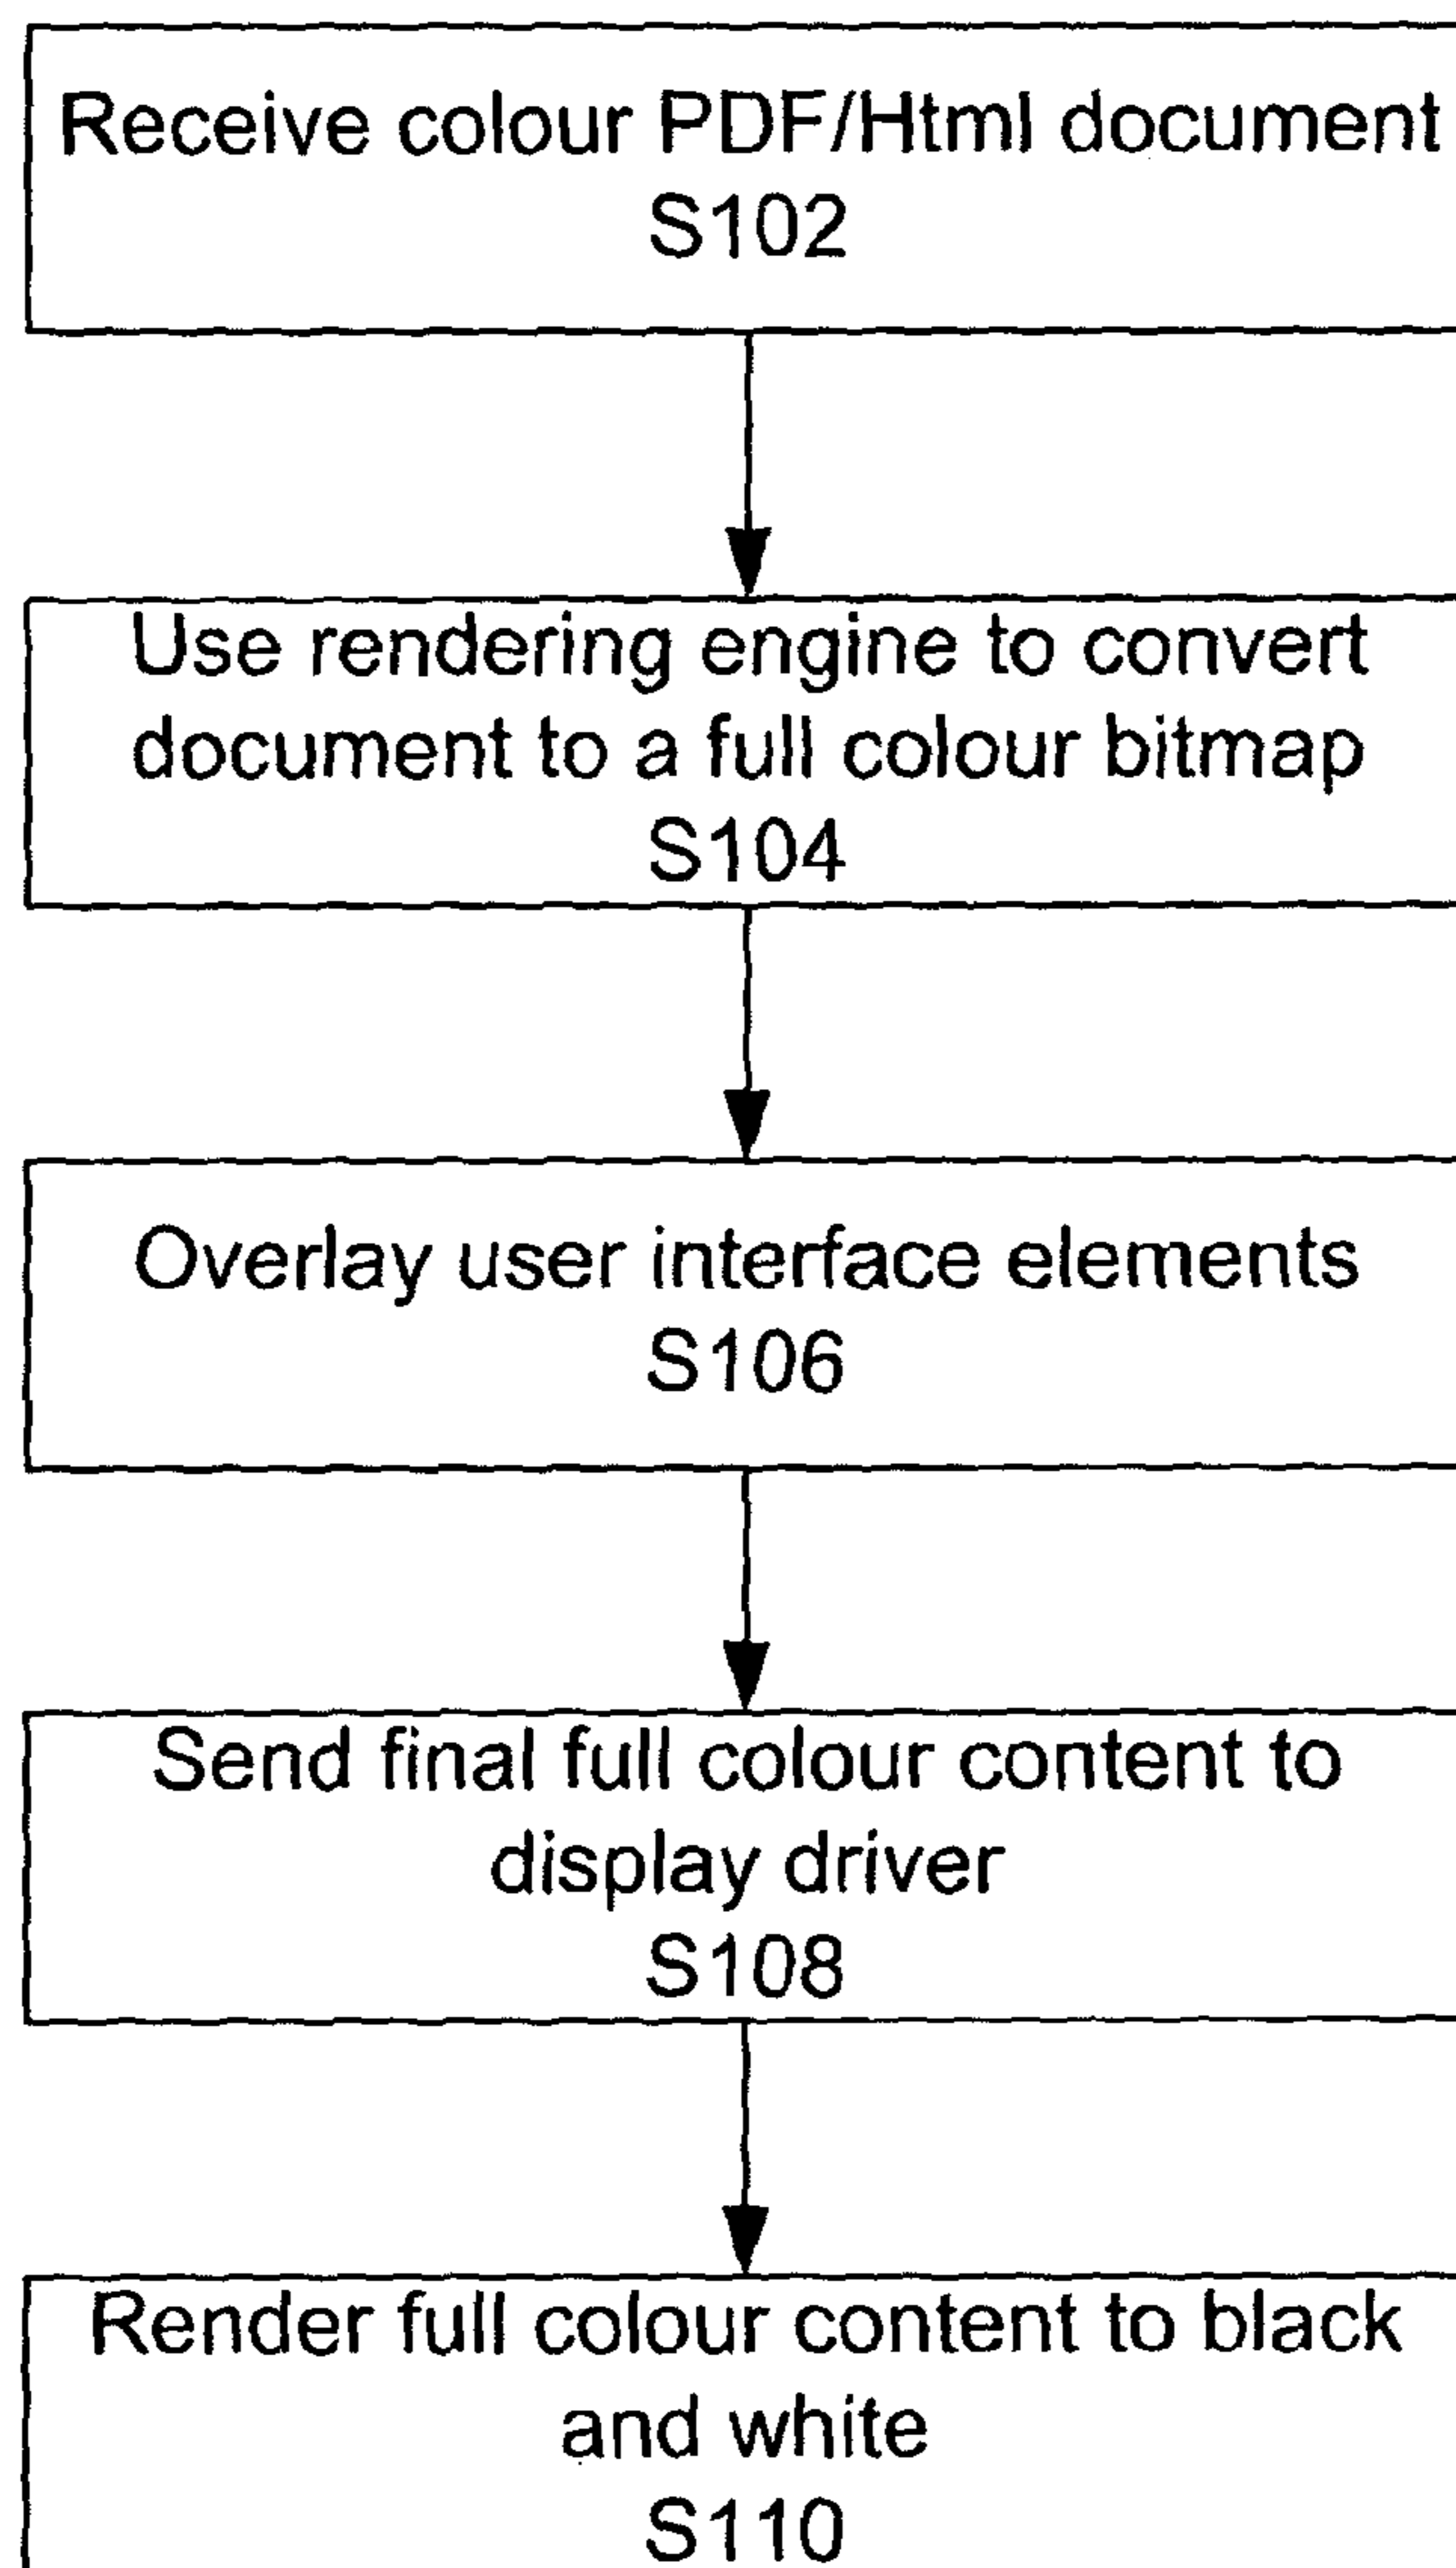 Receive colour PDF/Html document
S102
Use rendering engine to convert
document to a full colour bitmap
S104
Overlay user interface elements
S106
Send final full colour content to
display driver
S108
Render full colour content to black
and white
S110